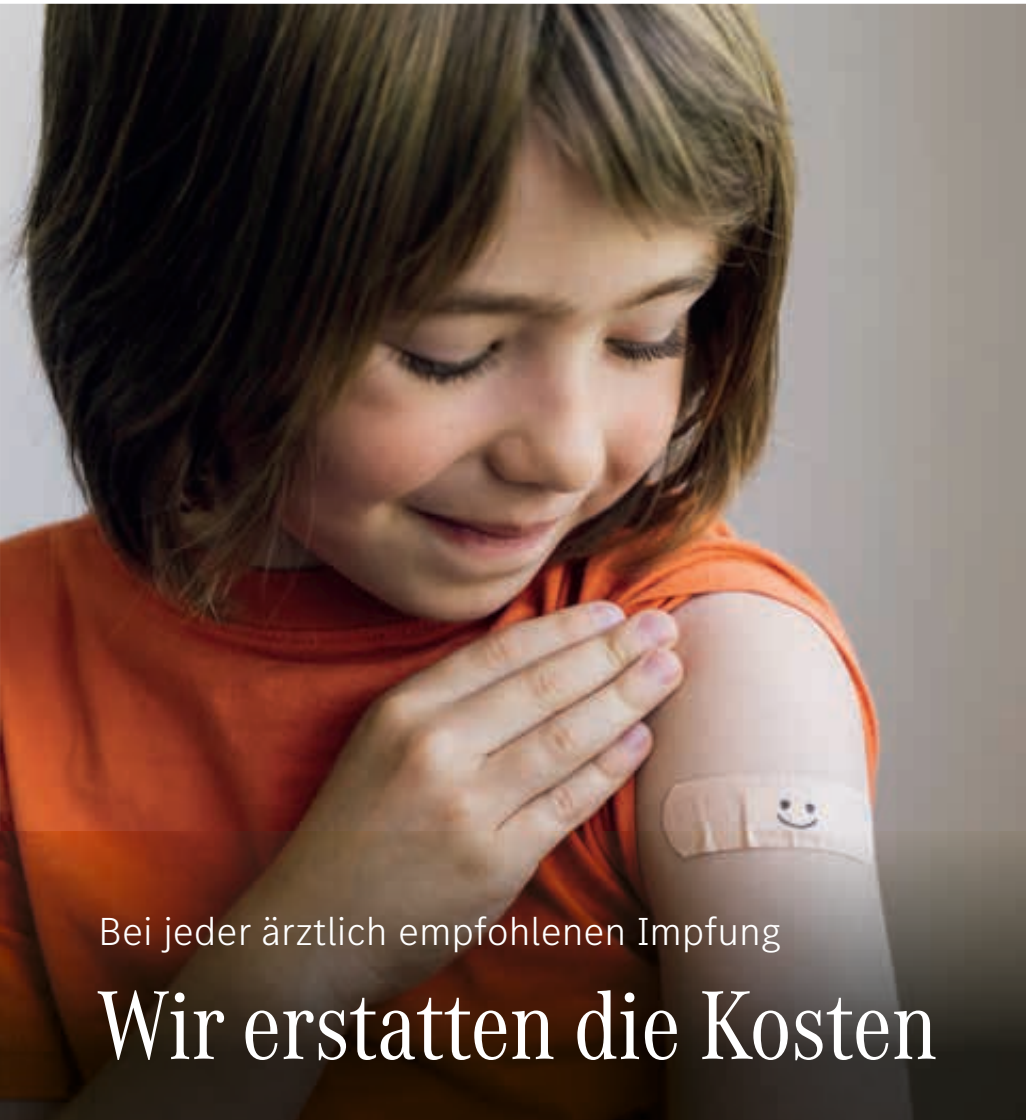 Bei jeder ärztlich empfohlenen Impfung
Wir erstatten die Kosten